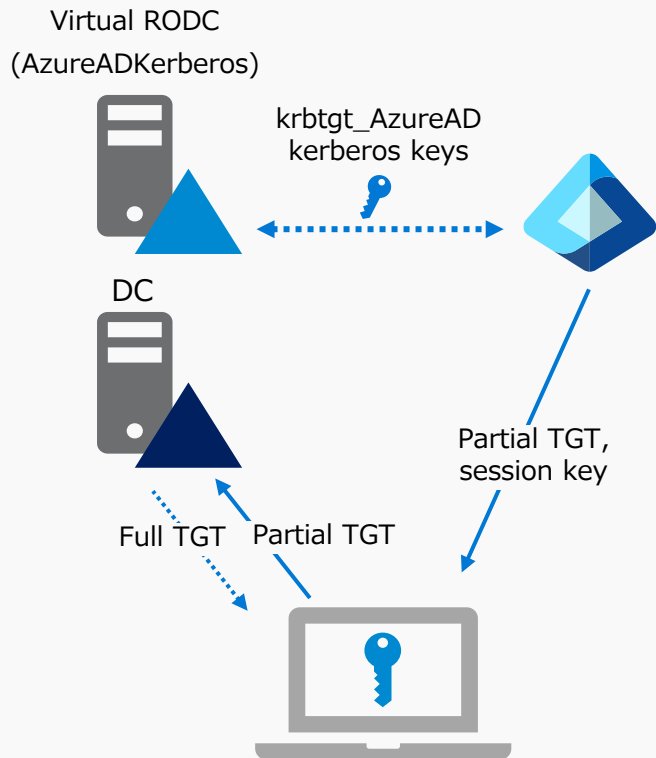 Virtual RODC
(AzureADKerberos)
krbtgt_AzureAD
kerberos keys
DC
Partial TGT,
session key
Full TGT
Partial TGT